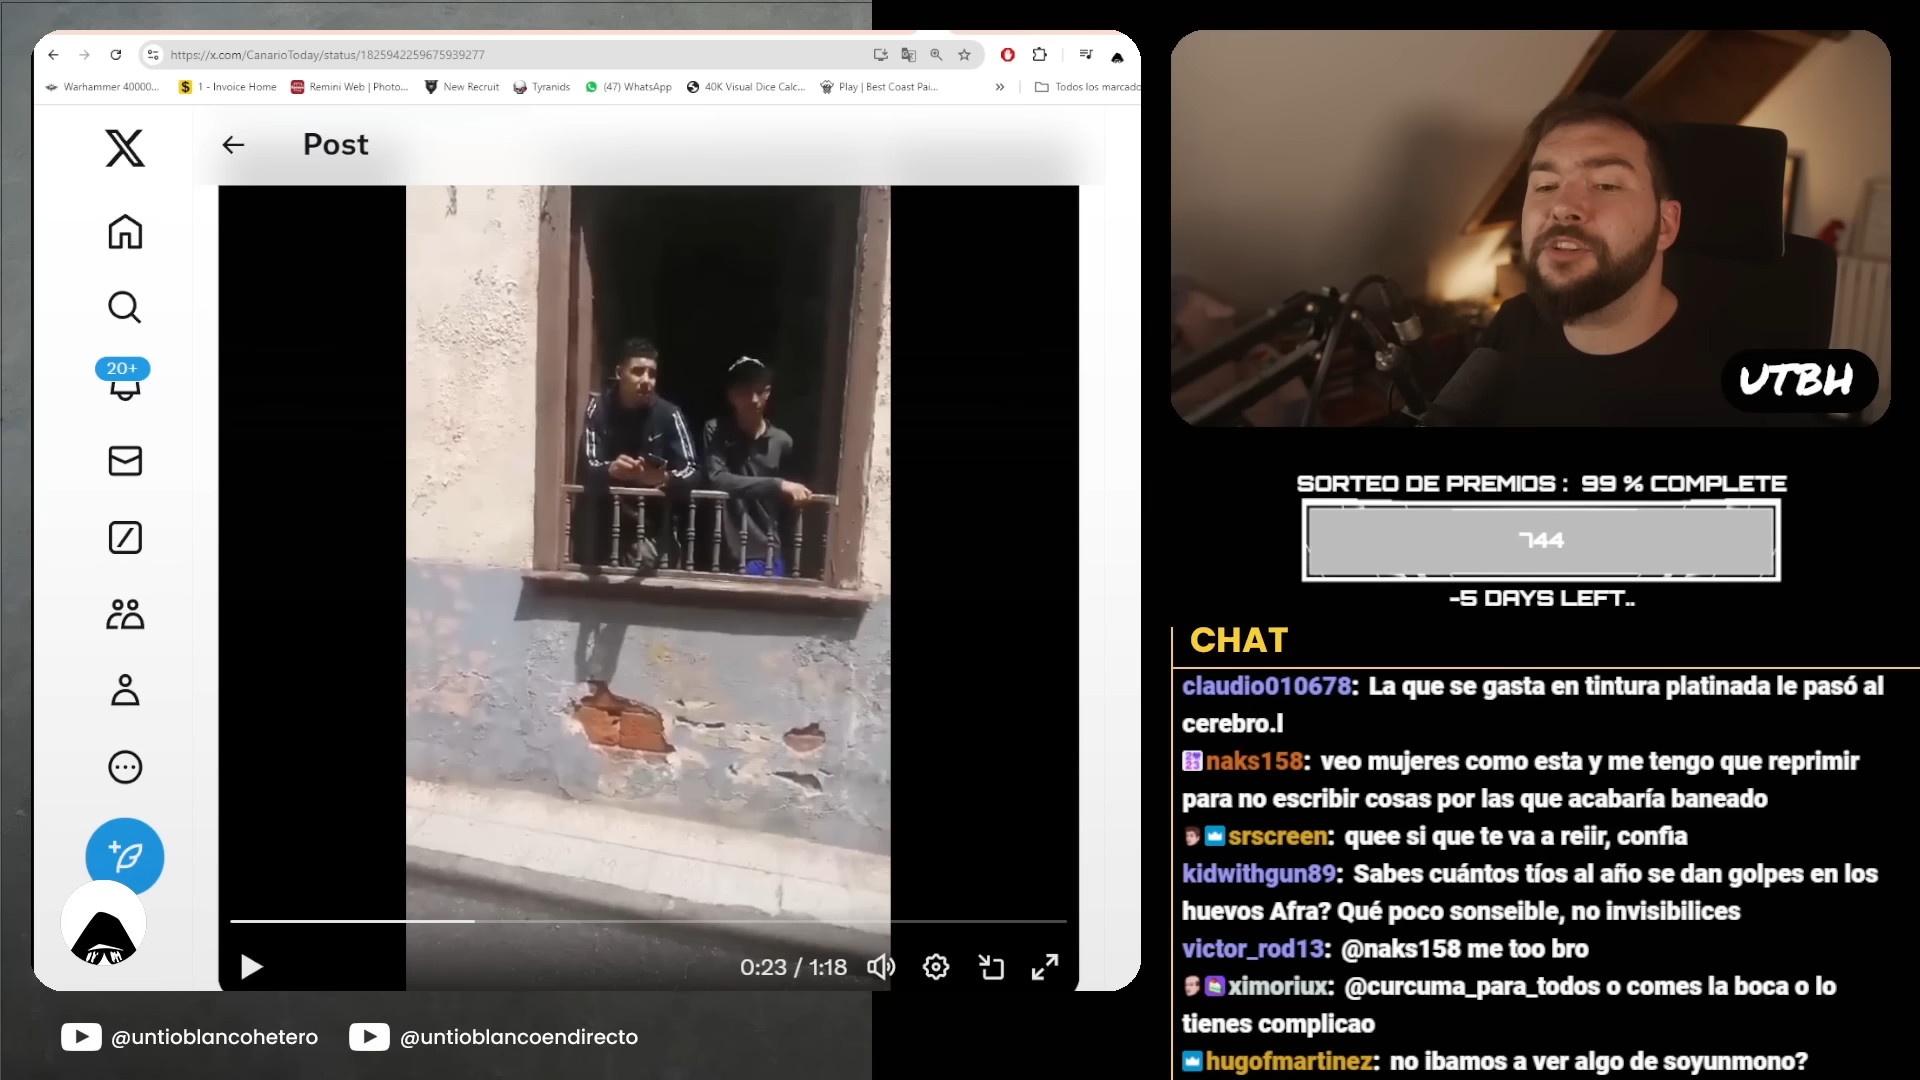 https://x.com/CanarioToday/status/1825942259675939277
Warhammer 40000...
$ 1 - Invoice Home
Remini Web | Photo...
New Recruit
Tyranids
(47) WhatsApp
40K Visual Dice Calc...
Play | Best Coast Pai...
»
Todos los marcado
X
Post
20+
0:23 / 1:18
@untioblancohetero
@untioblancoendirecto
UTBH
SORTEO DE PREMIOS : 99 % COMPLETE
744
-5 DAYS LEFT..
CHAT
claudio010678: La que se gasta en tintura platinada le pasó al
cerebro.l
naks158: veo mujeres como esta y me tengo que reprimir
para no escribir cosas por las que acabaría baneado
srscreen: quee si que te va a reiir, confia
kidwithgun89: Sabes cuántos tíos al año se dan golpes en los
huevos Afra? Qué poco sonseible, no invisibilices
victor_rod13: @naks158 me too bro
ximoriux: @curcuma_para_todos o comes la boca o lo
tienes complicao
hugofmartinez: no ibamos a ver algo de soyunmono?